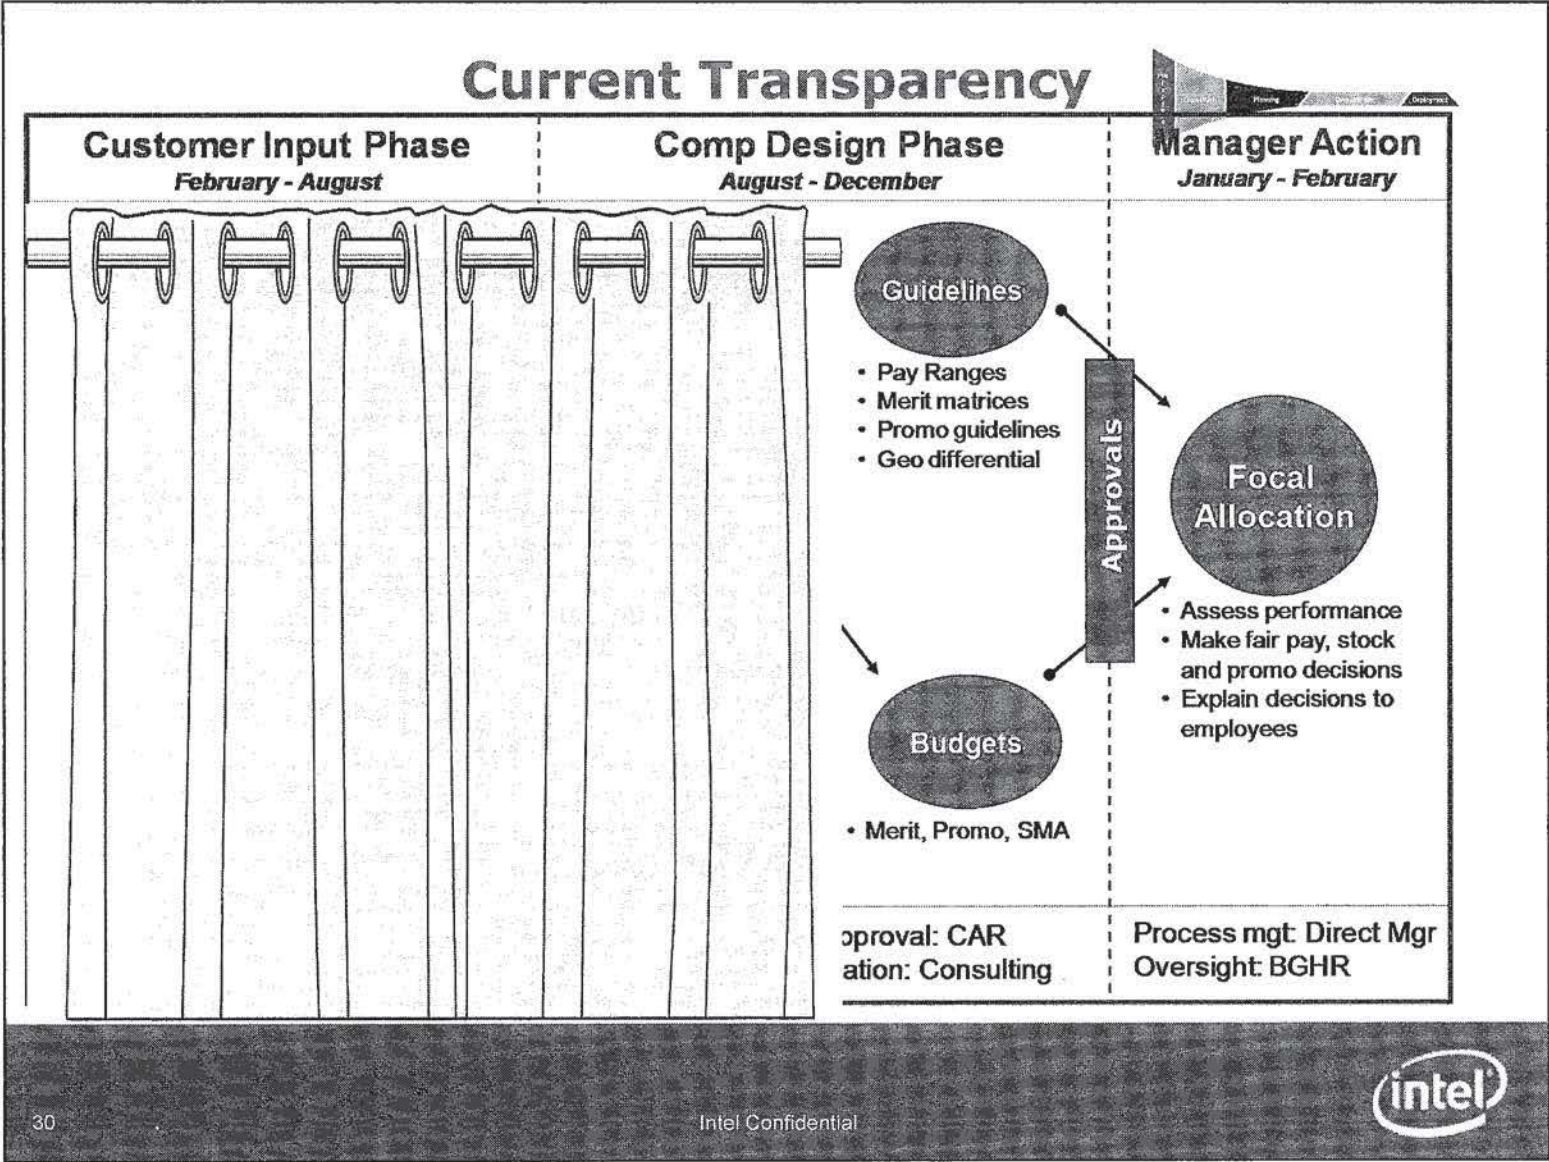 Current Transparency
Planning
Deployment
Customer Input Phase
February - August
Comp Design Phase
August - December
Manager Action
January - February
Guidelines
• Pay Ranges
• Merit matrices
• Promo guidelines
• Geo differential
Approvals
Focal
Allocation
• Assess performance
• Make fair pay, stock
and promo decisions
• Explain decisions to
employees
Budgets
• Merit, Promo, SMA
pproval: CAR
ation: Consulting
Process mgt: Direct Mgr
Oversight: BGHR
30
Intel Confidential
intel